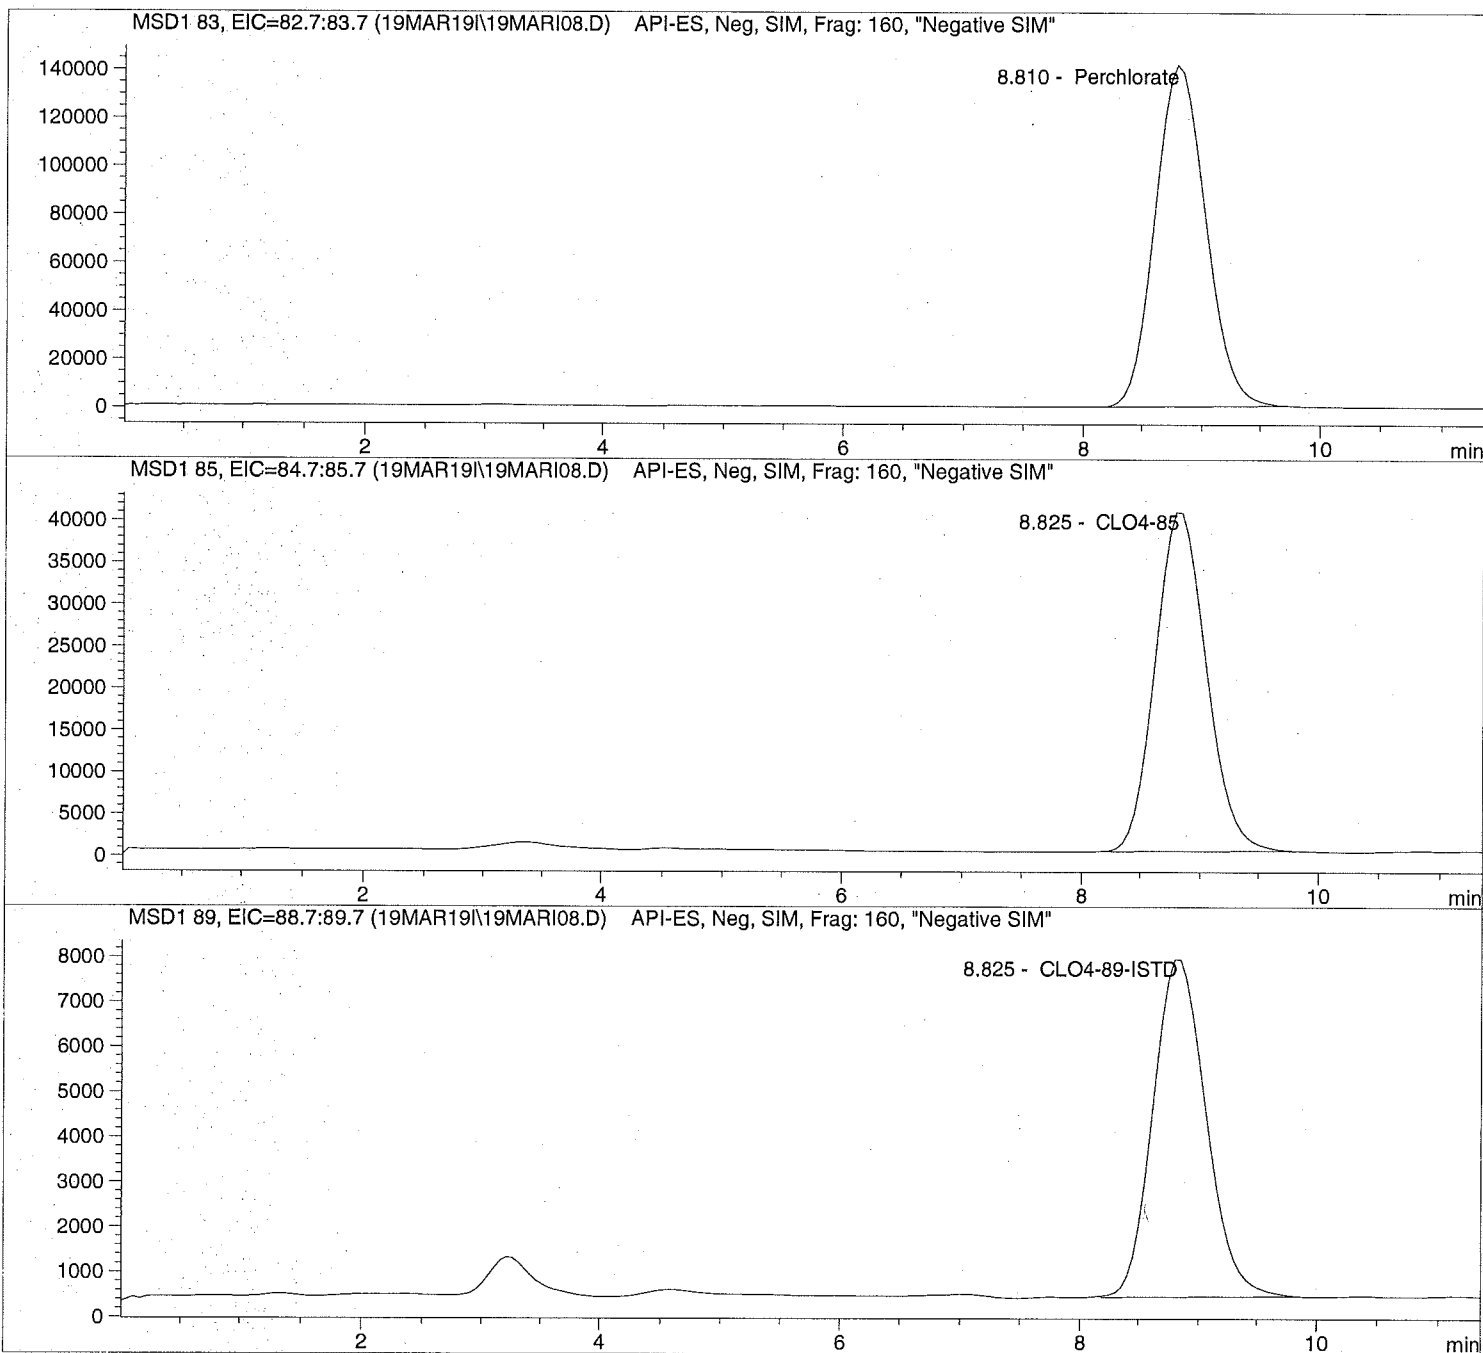 MSD1 83, EIC=82.7:83.7 (19MAR19I\19MARI08.D) API-ES, Neg, SIM, Frag: 160, "Negative SIM"
8.810 - Perchlorate
140000
120000
100000
80000
60000
40000
20000
0
2 4 6 8 10 min
MSD1 85, EIC=84.7:85.7 (19MAR19I\19MARI08.D) API-ES, Neg, SIM, Frag: 160, "Negative SIM"
8.825 - CLO4-85
40000
35000
30000
25000
20000
15000
10000
5000
0
2 4 6 8 10 min
MSD1 89, EIC=88.7:89.7 (19MAR19I\19MARI08.D) API-ES, Neg, SIM, Frag: 160, "Negative SIM"
8.825 - CLO4-89-ISTD
8000
7000
6000
5000
4000
3000
2000
1000
0
2 4 6 8 10 min